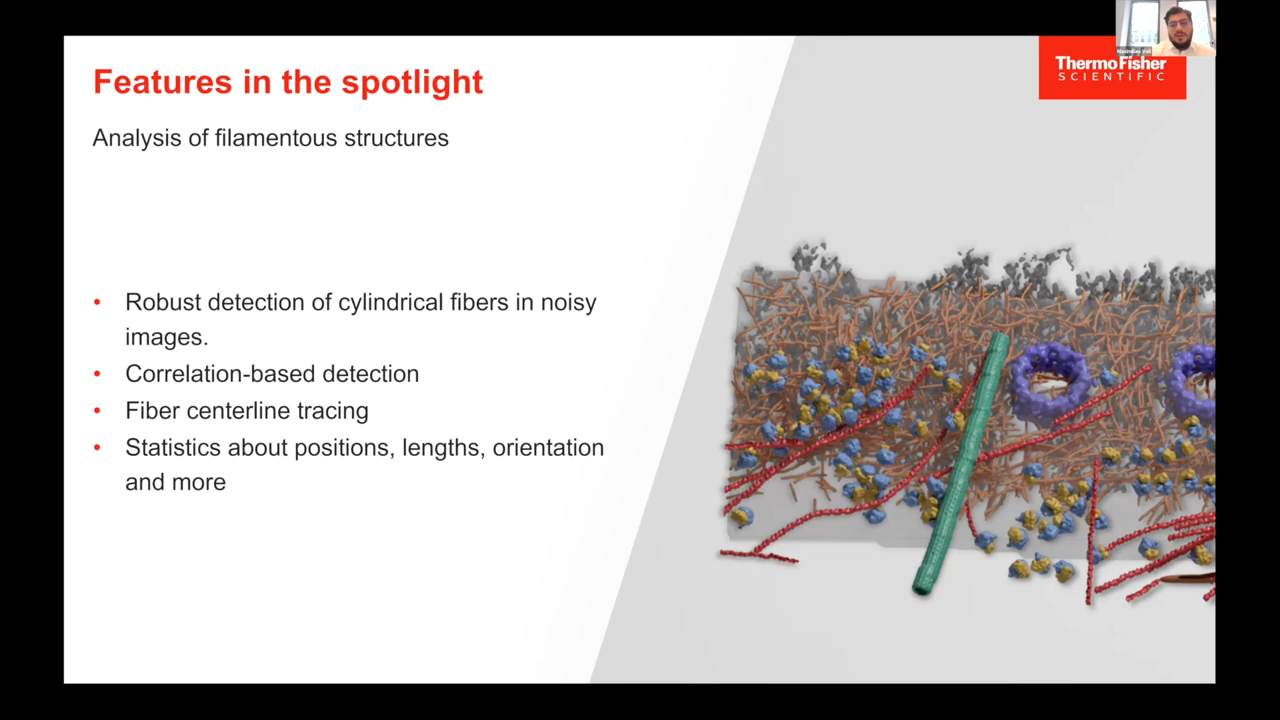 Features in the spotlight
ThermoFisher
SCIENTIFIC
Analysis of filamentous structures
• Robust detection of cylindrical fibers in noisy
images.
• Correlation-based detection
• Fiber centerline tracing
• Statistics about positions, lengths, orientation
and more